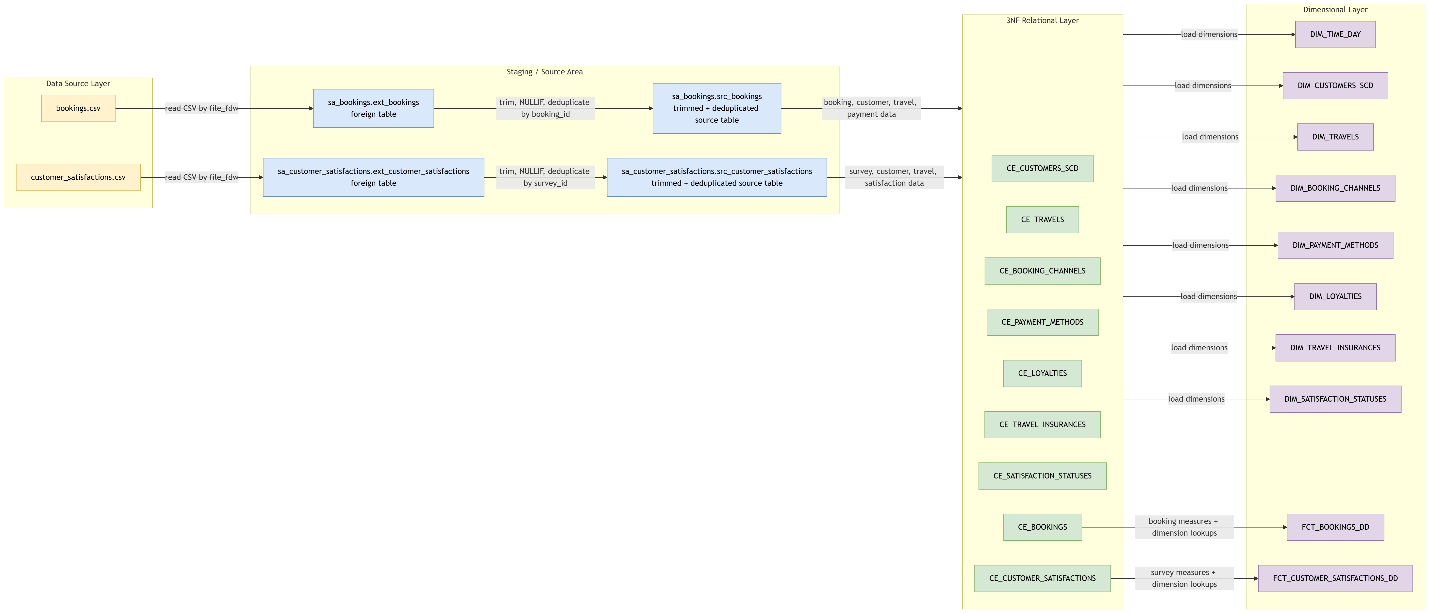 Data Source Layer
bookings.csv
customer_satisfactions.csv
read CSV by file_fdw
read CSV by file_fdw
Staging / Source Area
sa_bookings.ext_bookings
foreign table
trim, NULLIF, deduplicate
by booking_id
sa_bookings.src_bookings
trimmed + deduplicated
source table
sa_customer_satisfactions.ext_customer_satisfactions
foreign table
trim, NULLIF, deduplicate
by survey_id
sa_customer_satisfactions.src_customer_satisfactions
trimmed + deduplicated source table
booking, customer, travel,
payment data
survey, customer, travel,
satisfaction data
3NF Relational Layer
CE_CUSTOMERS_SCD
CE_TRAVELS
CE_BOOKING_CHANNELS
CE_PAYMENT_METHODS
CE_LOYALTIES
CE_TRAVEL_INSURANCES
CE_SATISFACTION_STATUSES
CE_BOOKINGS
CE_CUSTOMER_SATISFACTIONS
load dimensions
load dimensions
load dimensions
load dimensions
load dimensions
load dimensions
load dimensions
load dimensions
booking measures +
dimension lookups
survey measures +
dimension lookups
Dimensional Layer
DIM_TIME_DAY
DIM_CUSTOMERS_SCD
DIM_TRAVELS
DIM_BOOKING_CHANNELS
DIM_PAYMENT_METHODS
DIM_LOYALTIES
DIM_TRAVEL_INSURANCES
DIM_SATISFACTION_STATUSES
FCT_BOOKINGS_DD
FCT_CUSTOMER_SATISFACTIONS_DD